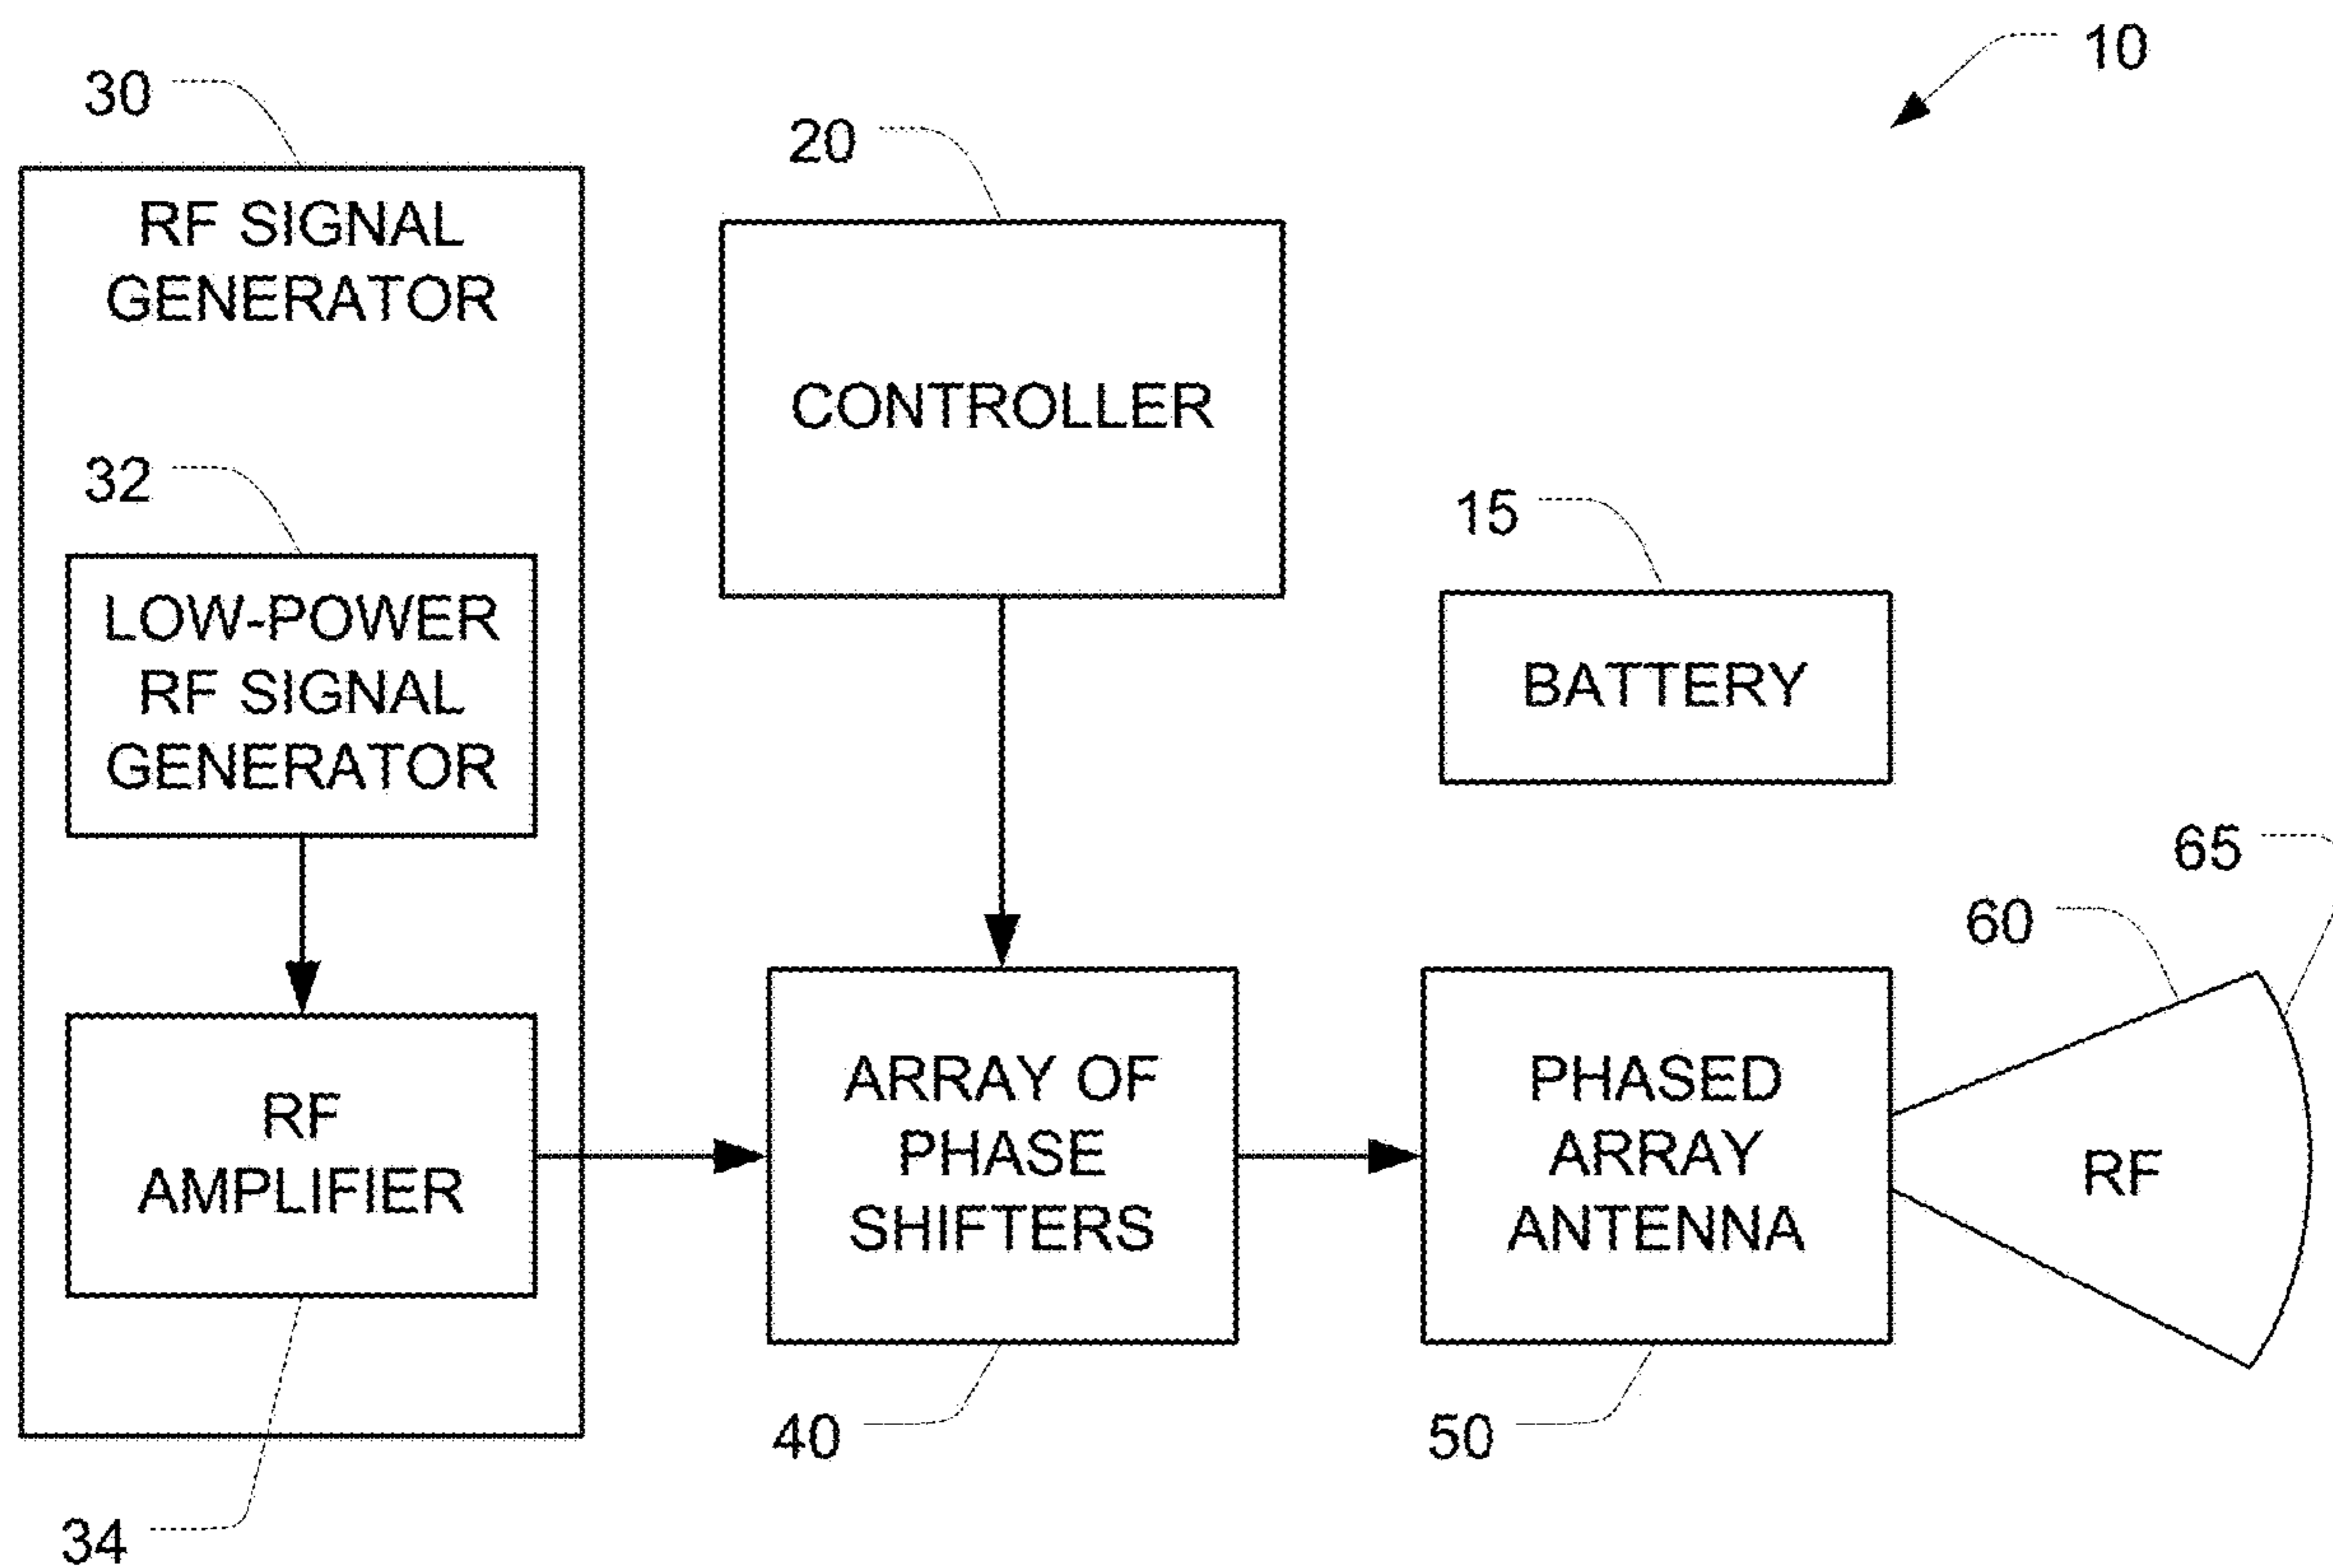 10
30
20
RF SIGNAL
GENERATOR
CONTROLLER
32
15
LOW-POWER
RF SIGNAL
GENERATOR
BATTERY
65
60
RF
AMPLIFIER
ARRAY OF
PHASE
SHIFTERS
PHASED
ARRAY
ANTENNA
RF
40
50
34